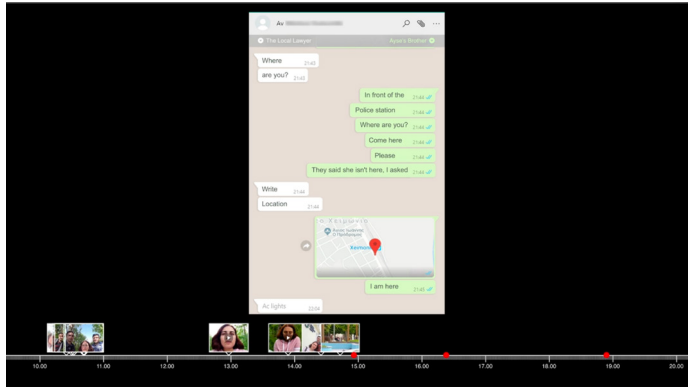 Av
The Local Lawyer
Ayşe's Brother
Where 21:43
are you? 21:43
In front of the 21:44
Police station 21:44
Where are you? 21:44
Come here 21:44
Please 21:44
They said she isn't here, I asked 21:44
Write 21:44
Location 21:44
I am here 21:45
Ac lights 22:04
10.00 11.00 12.00 13.00 14.00 15.00 16.00 17.00 18.00 19.00 20.00